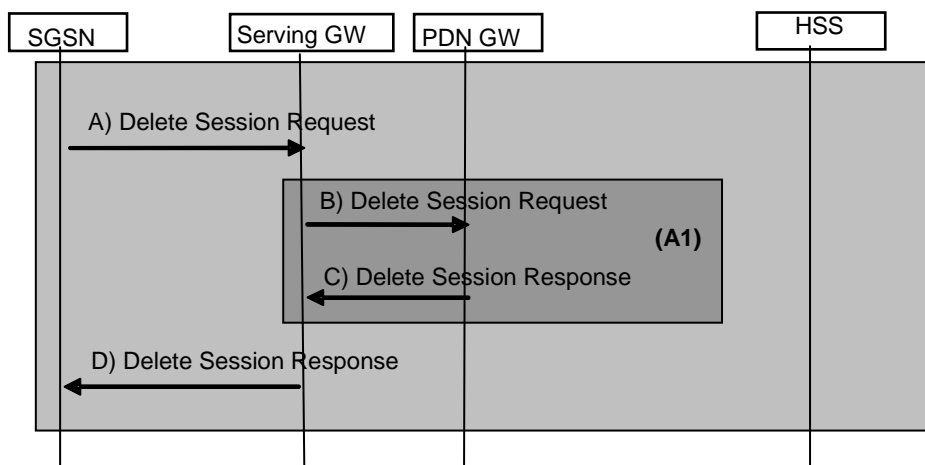 SGSN
Serving GW
PDN GW
HSS
A) Delete Session Request
B) Delete Session Request
(A1)
C) Delete Session Response
D) Delete Session Response